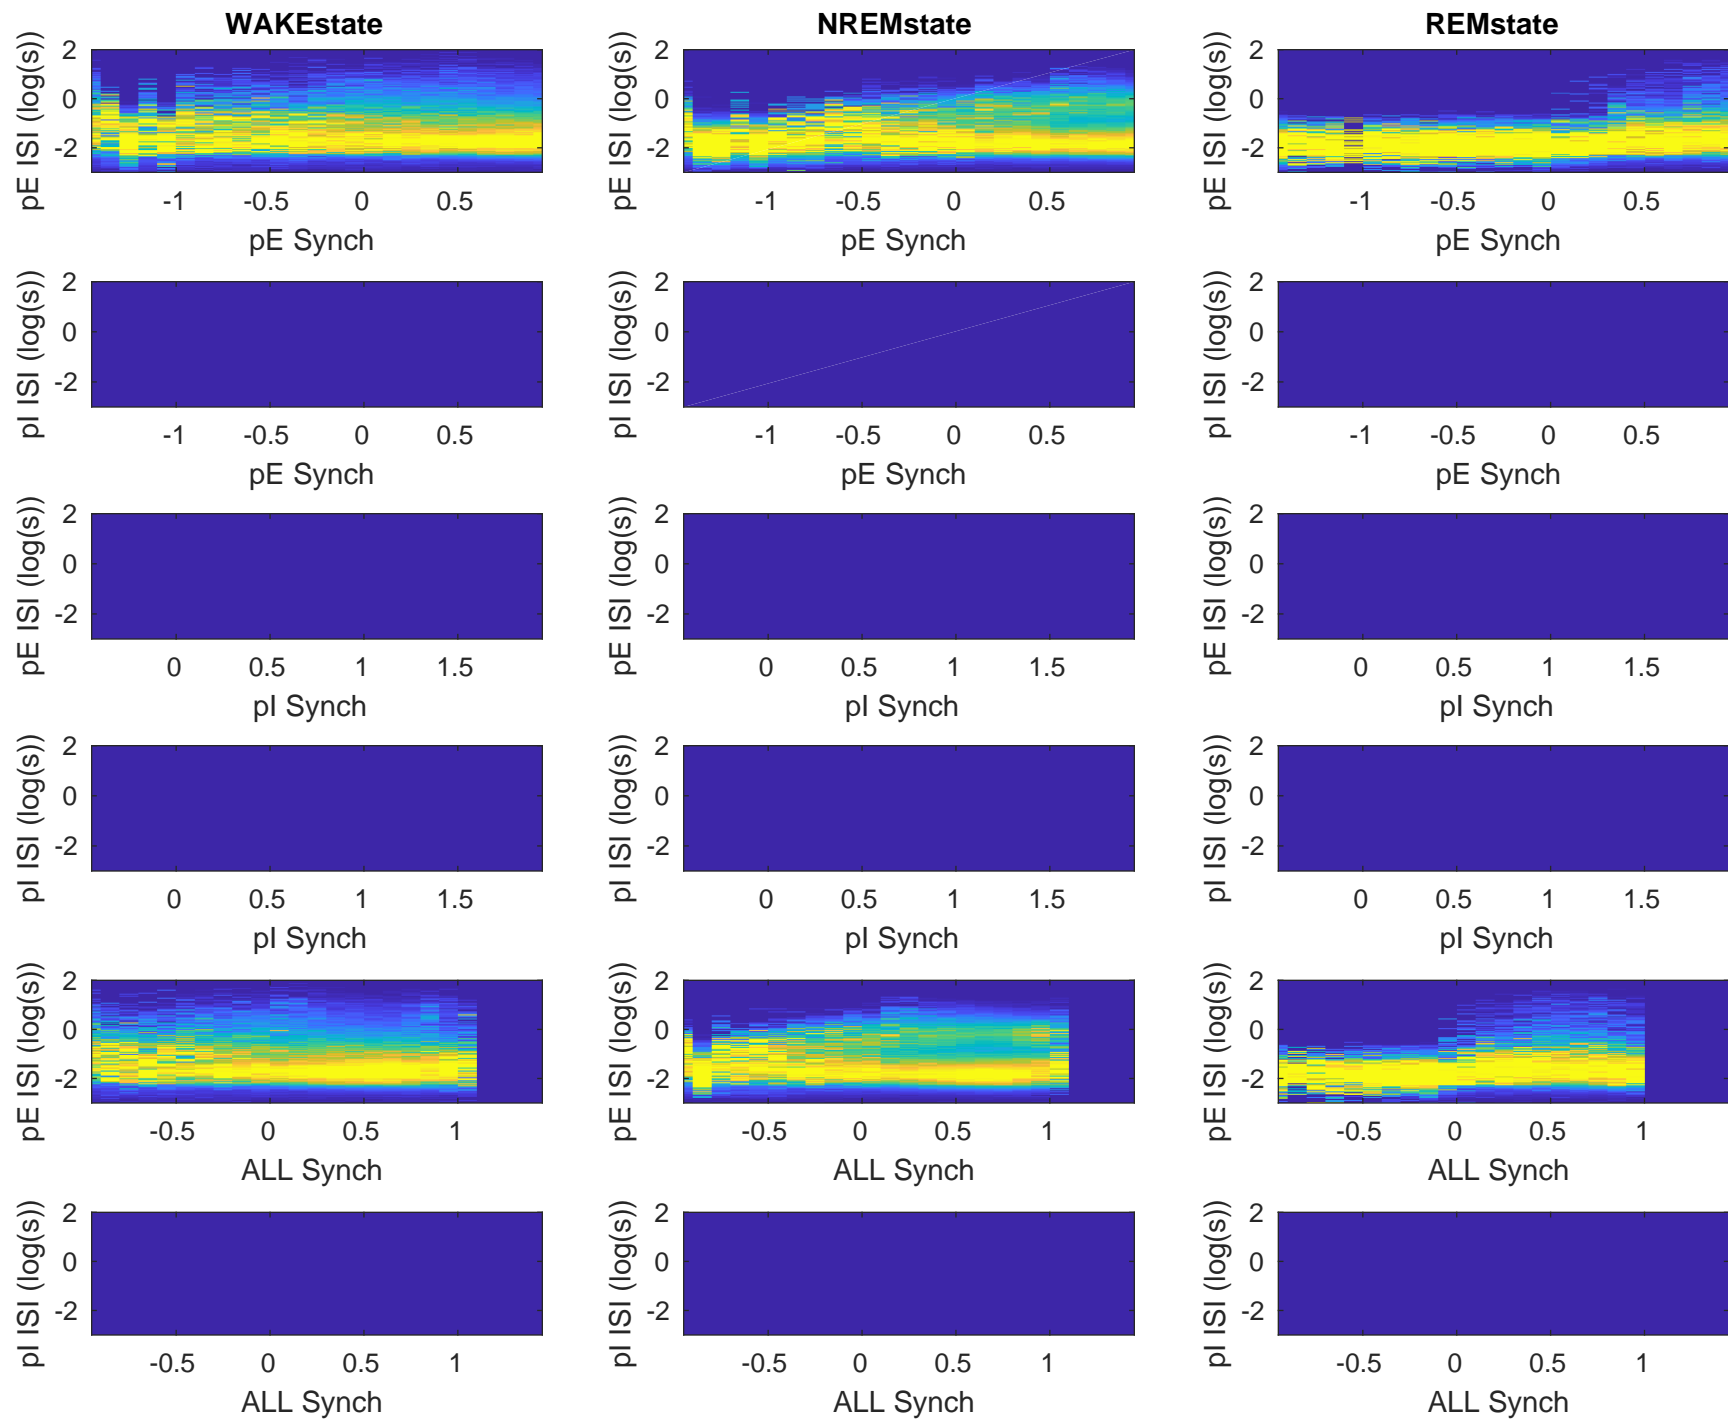 WAKEstate NREMstate REMstate
pE ISI (log(s)) 2 0 -2 pE ISI (log(s)) 2 0 -2 pE ISI (log(s)) 2 0 -2
-1 -0.5 0 0.5 -1 -0.5 0 0.5 -1 -0.5 0 0.5
pE Synch pE Synch pE Synch
pI ISI (log(s)) 2 0 -2 pI ISI (log(s)) 2 0 -2 pI ISI (log(s)) 2 0 -2
-1 -0.5 0 0.5 -1 -0.5 0 0.5 -1 -0.5 0 0.5
pE Synch pE Synch pE Synch
pE ISI (log(s)) 2 0 -2 pE ISI (log(s)) 2 0 -2 pE ISI (log(s)) 2 0 -2
0 0.5 1 1.5 0 0.5 1 1.5 0 0.5 1 1.5
pI Synch pI Synch pI Synch
pI ISI (log(s)) 2 0 -2 pI ISI (log(s)) 2 0 -2 pI ISI (log(s)) 2 0 -2
0 0.5 1 1.5 0 0.5 1 1.5 0 0.5 1 1.5
pI Synch pI Synch pI Synch
pE ISI (log(s)) 2 0 -2 pE ISI (log(s)) 2 0 -2 pE ISI (log(s)) 2 0 -2
-0.5 0 0.5 1 -0.5 0 0.5 1 -0.5 0 0.5 1
ALL Synch ALL Synch ALL Synch
pI ISI (log(s)) 2 0 -2 pI ISI (log(s)) 2 0 -2 pI ISI (log(s)) 2 0 -2
-0.5 0 0.5 1 -0.5 0 0.5 1 -0.5 0 0.5 1
ALL Synch ALL Synch ALL Synch